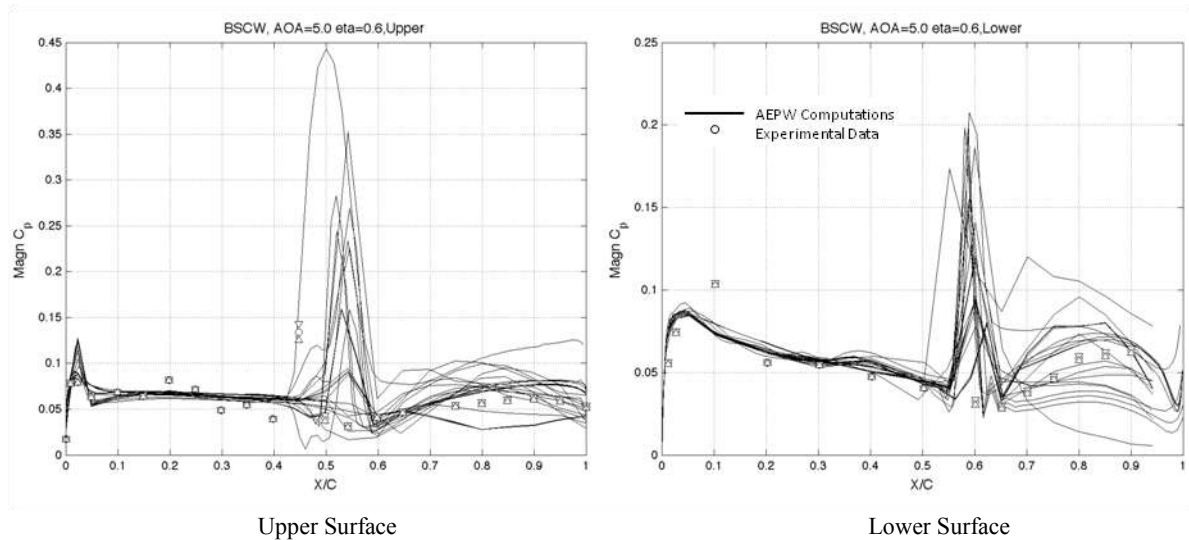 BSCW, AOA=5.0 eta=0.6,Upper
0.45
0.4
0.35
0.3
0.25
0.2
0.15
0.1
0.05
0
Magn Cp
0 0.1 0.2 0.3 0.4 0.5 0.6 0.7 0.8 0.9 1
X/C
Upper Surface
BSCW, AOA=5.0 eta=0.6,Lower
0.25
0.2
0.15
0.1
0.05
0
Magn Cp
AEPW Computations
Experimental Data
0 0.1 0.2 0.3 0.4 0.5 0.6 0.7 0.8 0.9 1
X/C
Lower Surface